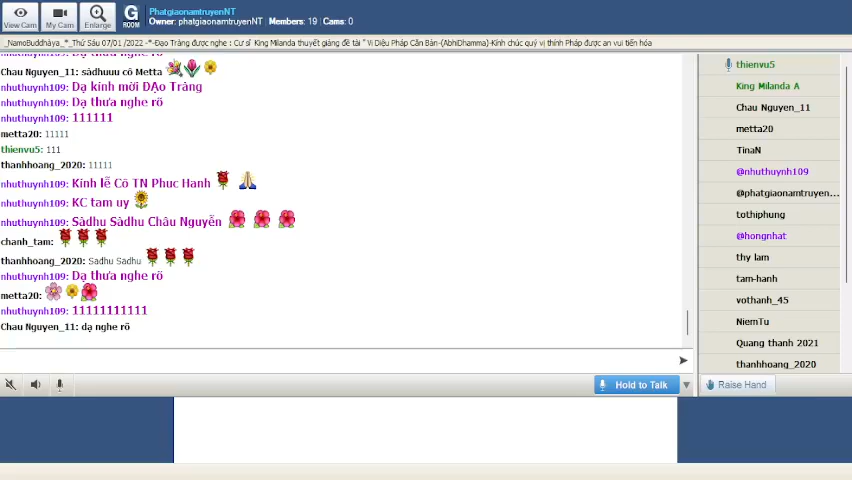 PhatgiaonamtruyenNT
Owner: phatgiaonamtruyenNT | Members: 19 | Cams: 0
View Cam
My Cam
Enlarge
G
ROOM
_NamoBuddhàya_*_Thứ Sáu 07/01 /2022 -*-Đạo Tràng được nghe : Cư sĩ King Milanda thuyết giảng đề tài " Vi Diệu Pháp Căn Bản-{AbhiDhamma}-Kính chúc quý vị thính Pháp được an vui tiến hóa
Chau Nguyen_11: sàdhuuu cô Metta
nhuthuynh109: Dạ kính mời ĐẠo Tràng
nhuthuynh109: Dạ thưa nghe rõ
nhuthuynh109: 111111
metta20: 11111
thienvu5: 111
thanhhoang_2020: 11111
nhuthuynh109: Kính lễ Cô TN Phuc Hanh
nhuthuynh109: KC tam uy
nhuthuynh109: Sàdhu Sàdhu Châu Nguyễn
chanh_tam:
thanhhoang_2020: Sadhu Sadhu
nhuthuynh109: Dạ thưa nghe rõ
metta20:
nhuthuynh109: 11111111111
Chau Nguyen_11: dạ nghe rõ
Hold to Talk
thienvu5
King Milanda A
Chau Nguyen_11
metta20
TinaN
@nhuthuynh109
@phatgiaonamtruyen...
tothiphung
@hongnhat
thy lam
tam-hanh
vothanh_45
NiemTu
Quang thanh 2021
thanhhoang_2020
Raise Hand